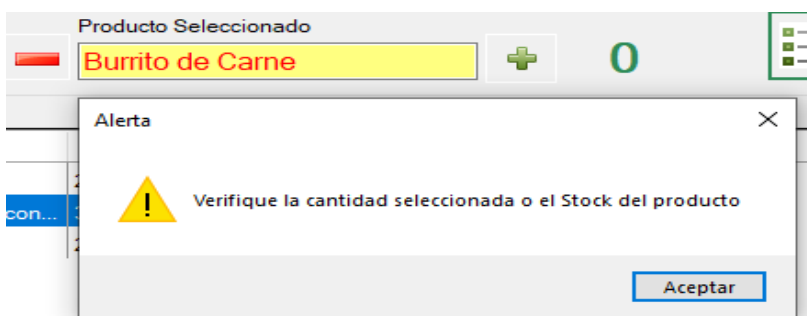 Producto Seleccionado
Burrito de Carne
0
Alerta
Verifique la cantidad seleccionada o el Stock del producto
con...
Aceptar